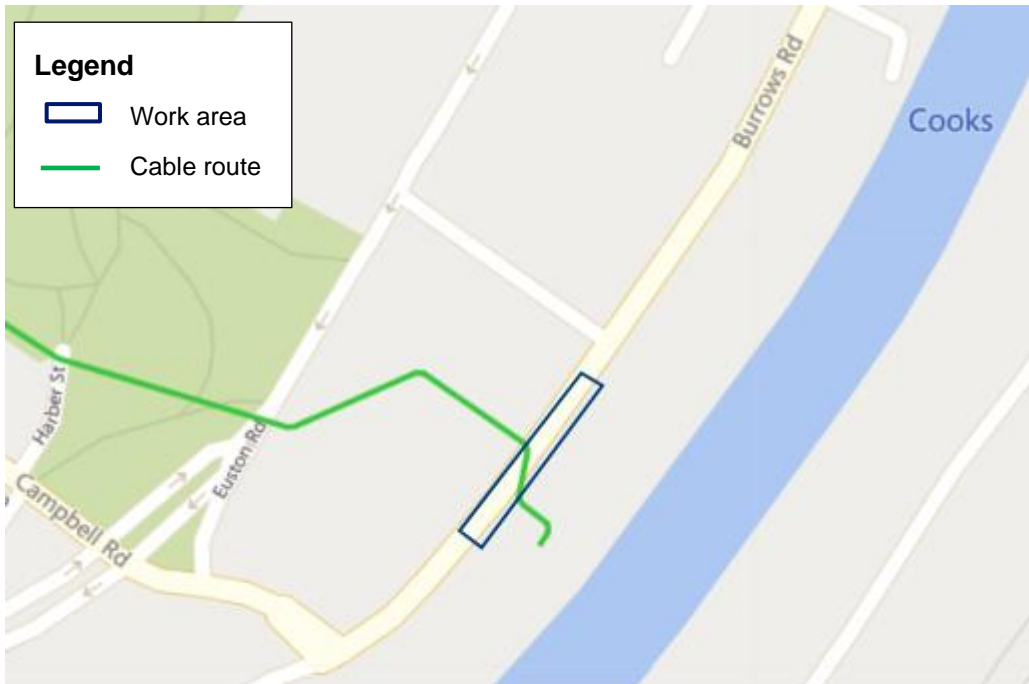 Legend
Work area
Cable route
Burrows Rd
Cooks
Harber St
Euston Rd
Campbell Rd